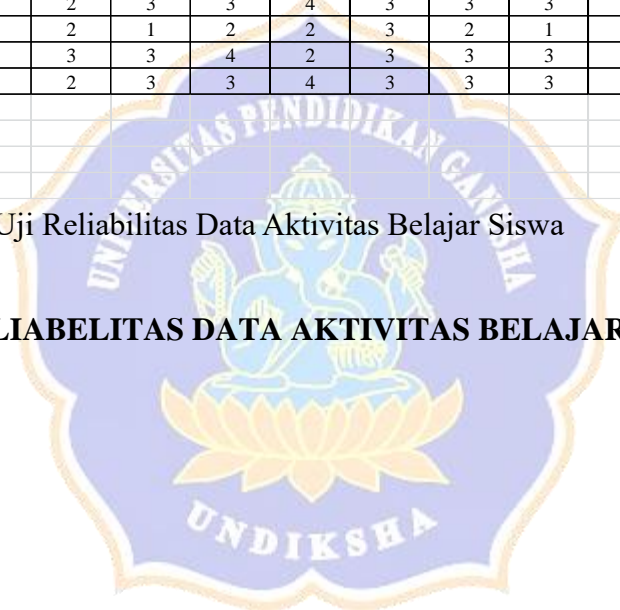 2 3 3 4 3 3 3
2 1 2 2 3 2 1
3 3 4 2 3 3 3
2 3 3 4 3 3 3
UNIVERSITAS PENDIDIKAN GANESHA
Uji Reliabilitas Data Aktivitas Belajar Siswa
LIABELITAS DATA AKTIVITAS BELAJAR
UNDIKSHA